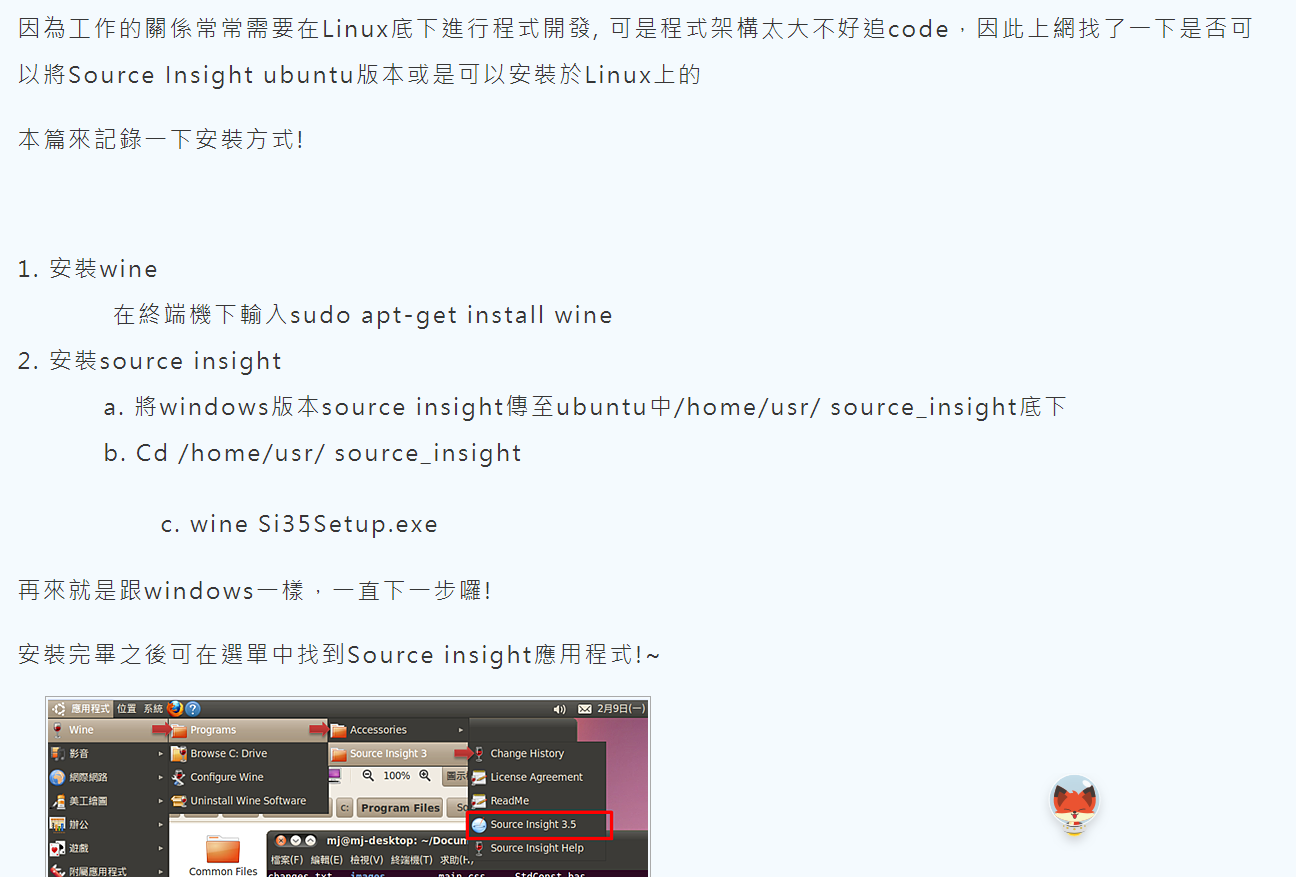 因為工作的關係常常需要在Linux底下進行程式開發, 可是程式架構太大不好追code，因此上網找了一下是否可
以將Source Insight ubuntu版本或是可以安裝於Linux上的
本篇來記錄一下安裝方式!
1. 安裝wine
在終端機下輸入sudo apt-get install wine
2. 安裝source insight
a. 將windows版本source insight傳至ubuntu中/home/usr/ source_insight底下
b. Cd /home/usr/ source_insight
c. wine Si35Setup.exe
再來就是跟windows一樣，一直下一步囉!
安裝完畢之後可在選單中找到Source insight應用程式!~
應用程式 位置 系統 2月9日(一)
Wine Programs Accessories
影音 Browse C: Drive Source Insight 3 Change History
網際網路 Configure Wine 100% License Agreement
美工繪圖 Uninstall Wine Software C: Program Files ReadMe
辦公 Source Insight 3.5
遊戲 mj@mj-desktop: ~/Docum Source Insight Help
檔案(F) 編輯(E) 檢視(V) 終端機(T) 求助(H)
附屬應用程式 Common Files changes.txt images main.css StdConst.bas